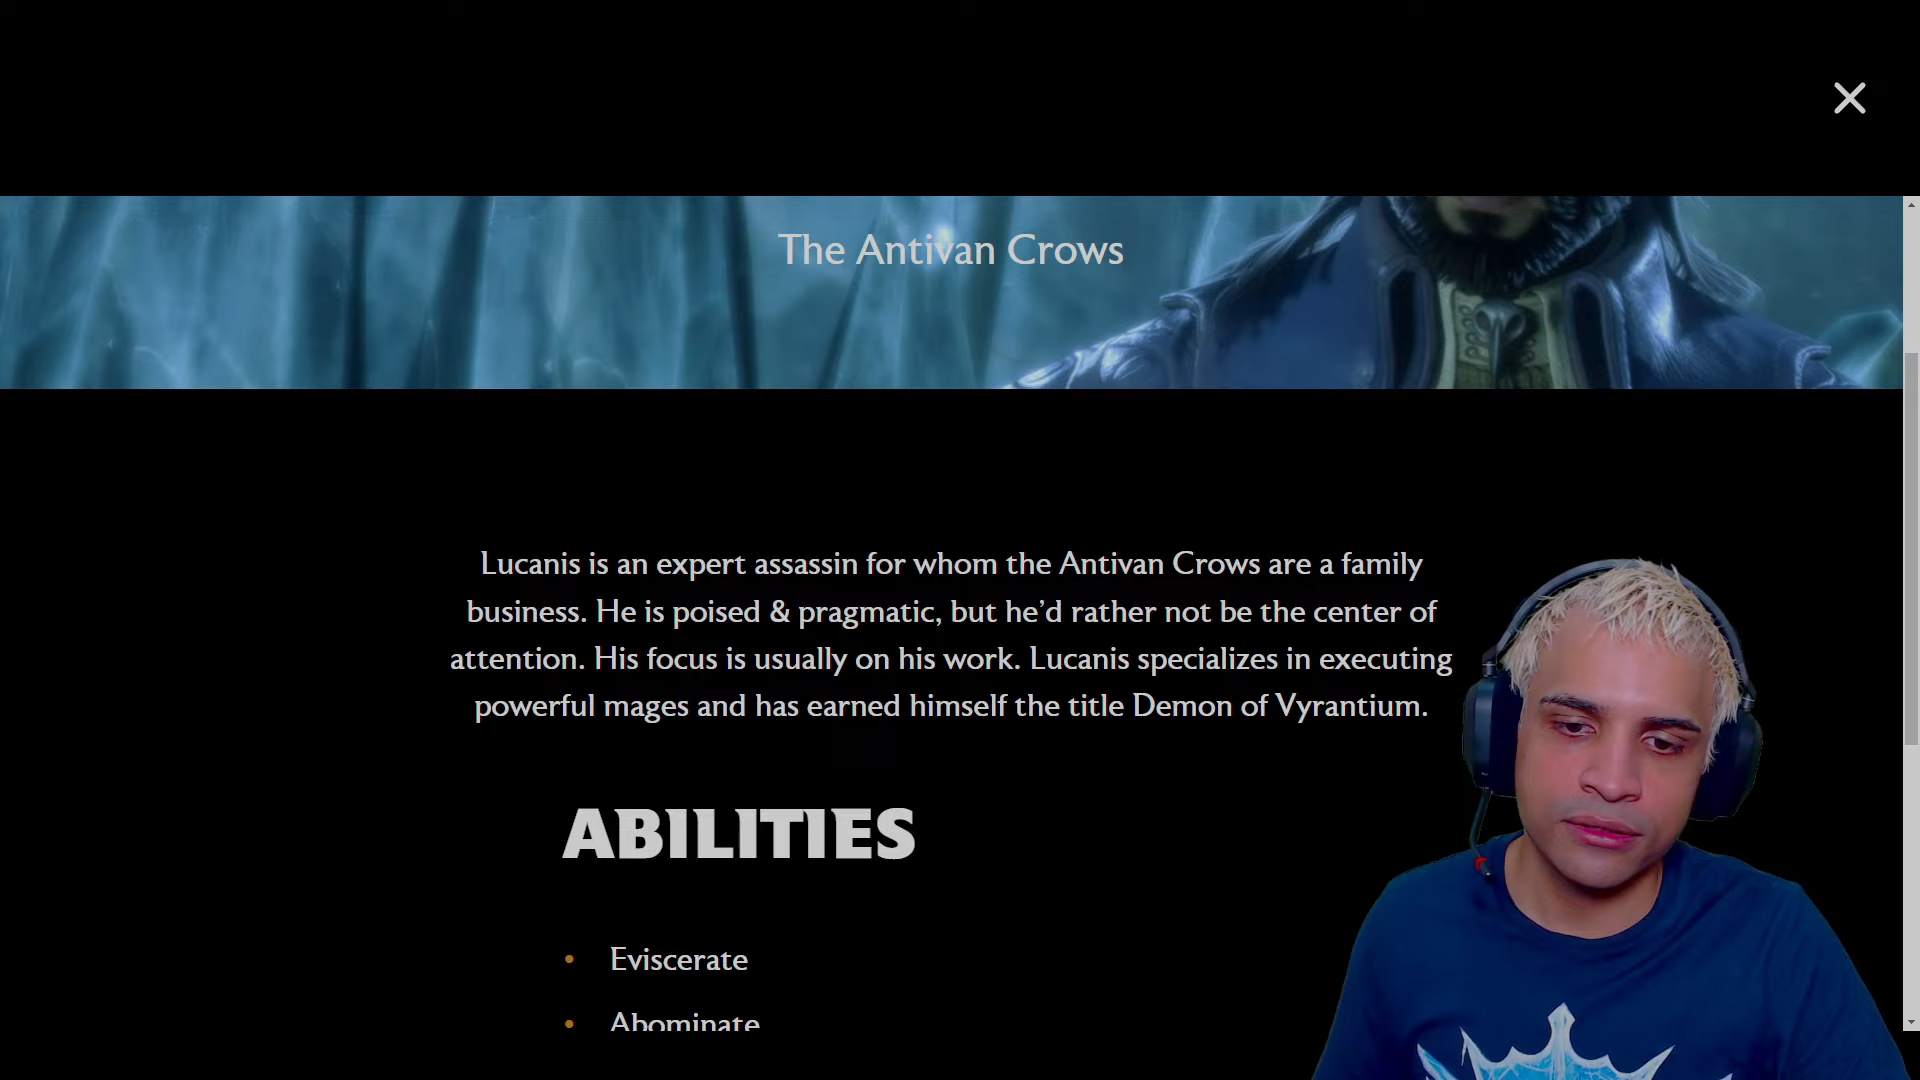 The Antivan Crows
Lucanis is an expert assassin for whom the Antivan Crows are a family
business. He is poised & pragmatic, but he’d rather not be the center of
attention. His focus is usually on his work. Lucanis specializes in executing
powerful mages and has earned himself the title Demon of Vyrantium.
ABILITIES
• Eviscerate
• Abominate